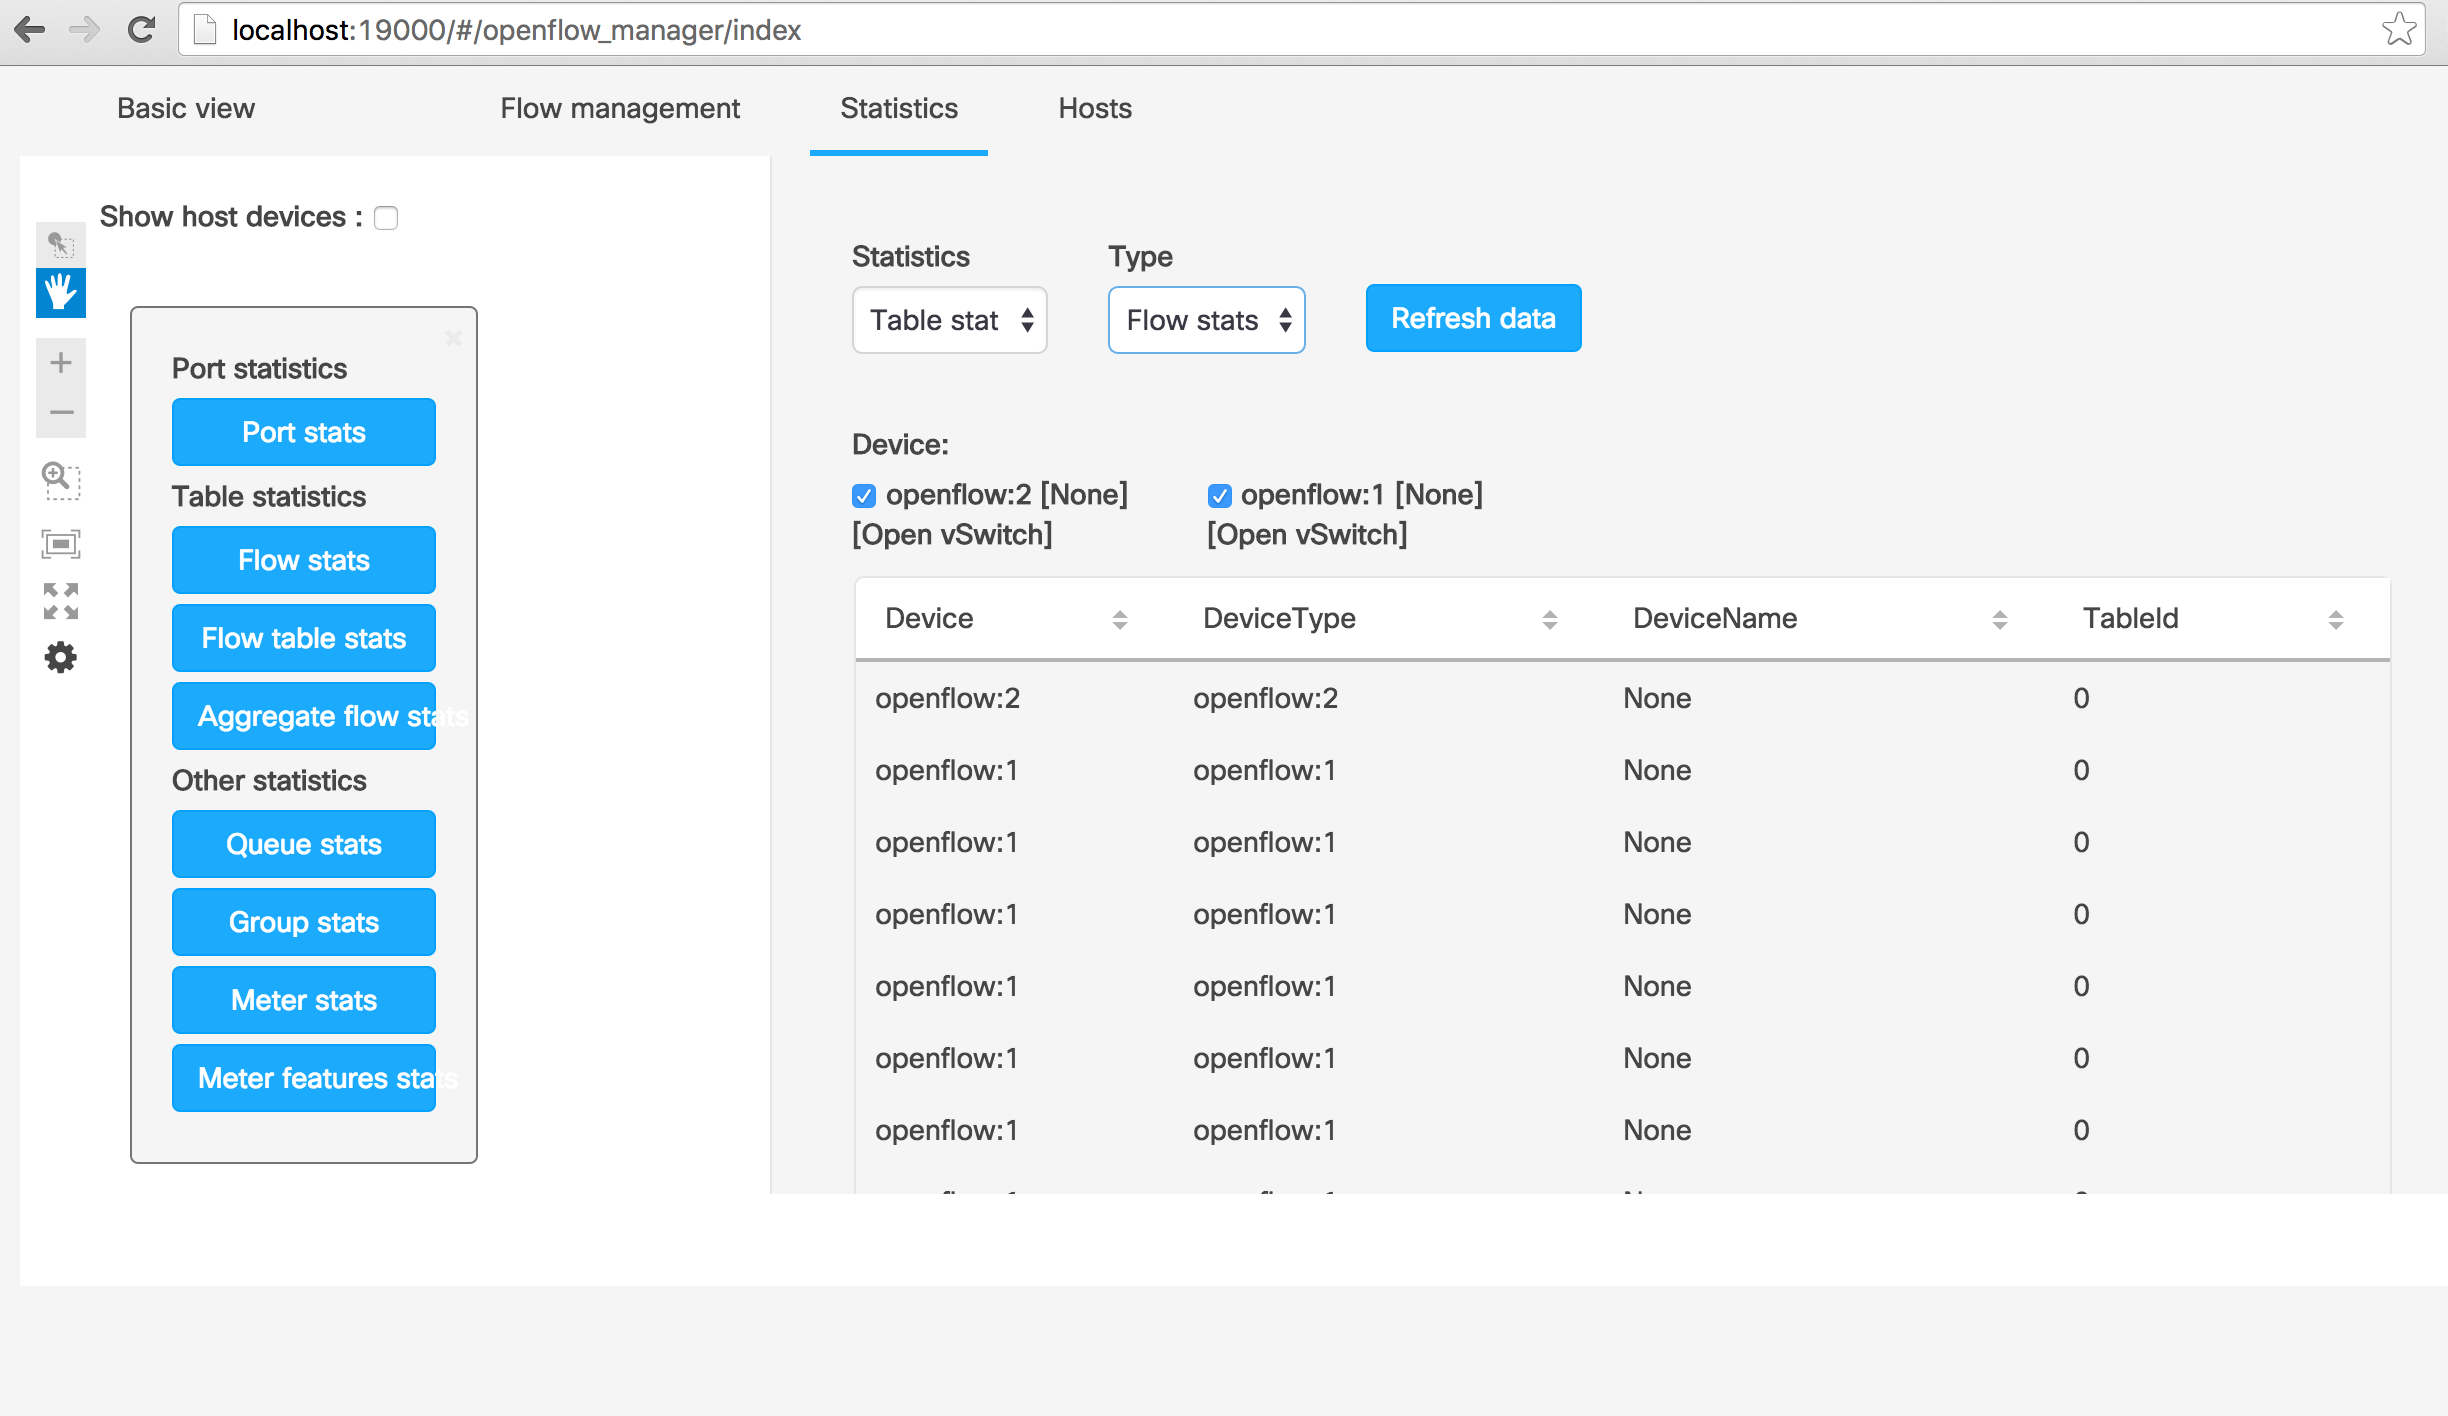 localhost:19000/#/openflow_manager/index
Basic view Flow management Statistics Hosts
Show host devices :
Port statistics
Port stats
Table statistics
Flow stats
Flow table stats
Aggregate flow stats
Other statistics
Queue stats
Group stats
Meter stats
Meter features stats
Statistics Type
Table stat Flow stats Refresh data
Device:
openflow:2 [None] openflow:1 [None]
[Open vSwitch] [Open vSwitch]
Device DeviceType DeviceName TableId
openflow:2 openflow:2 None 0
openflow:1 openflow:1 None 0
openflow:1 openflow:1 None 0
openflow:1 openflow:1 None 0
openflow:1 openflow:1 None 0
openflow:1 openflow:1 None 0
openflow:1 openflow:1 None 0